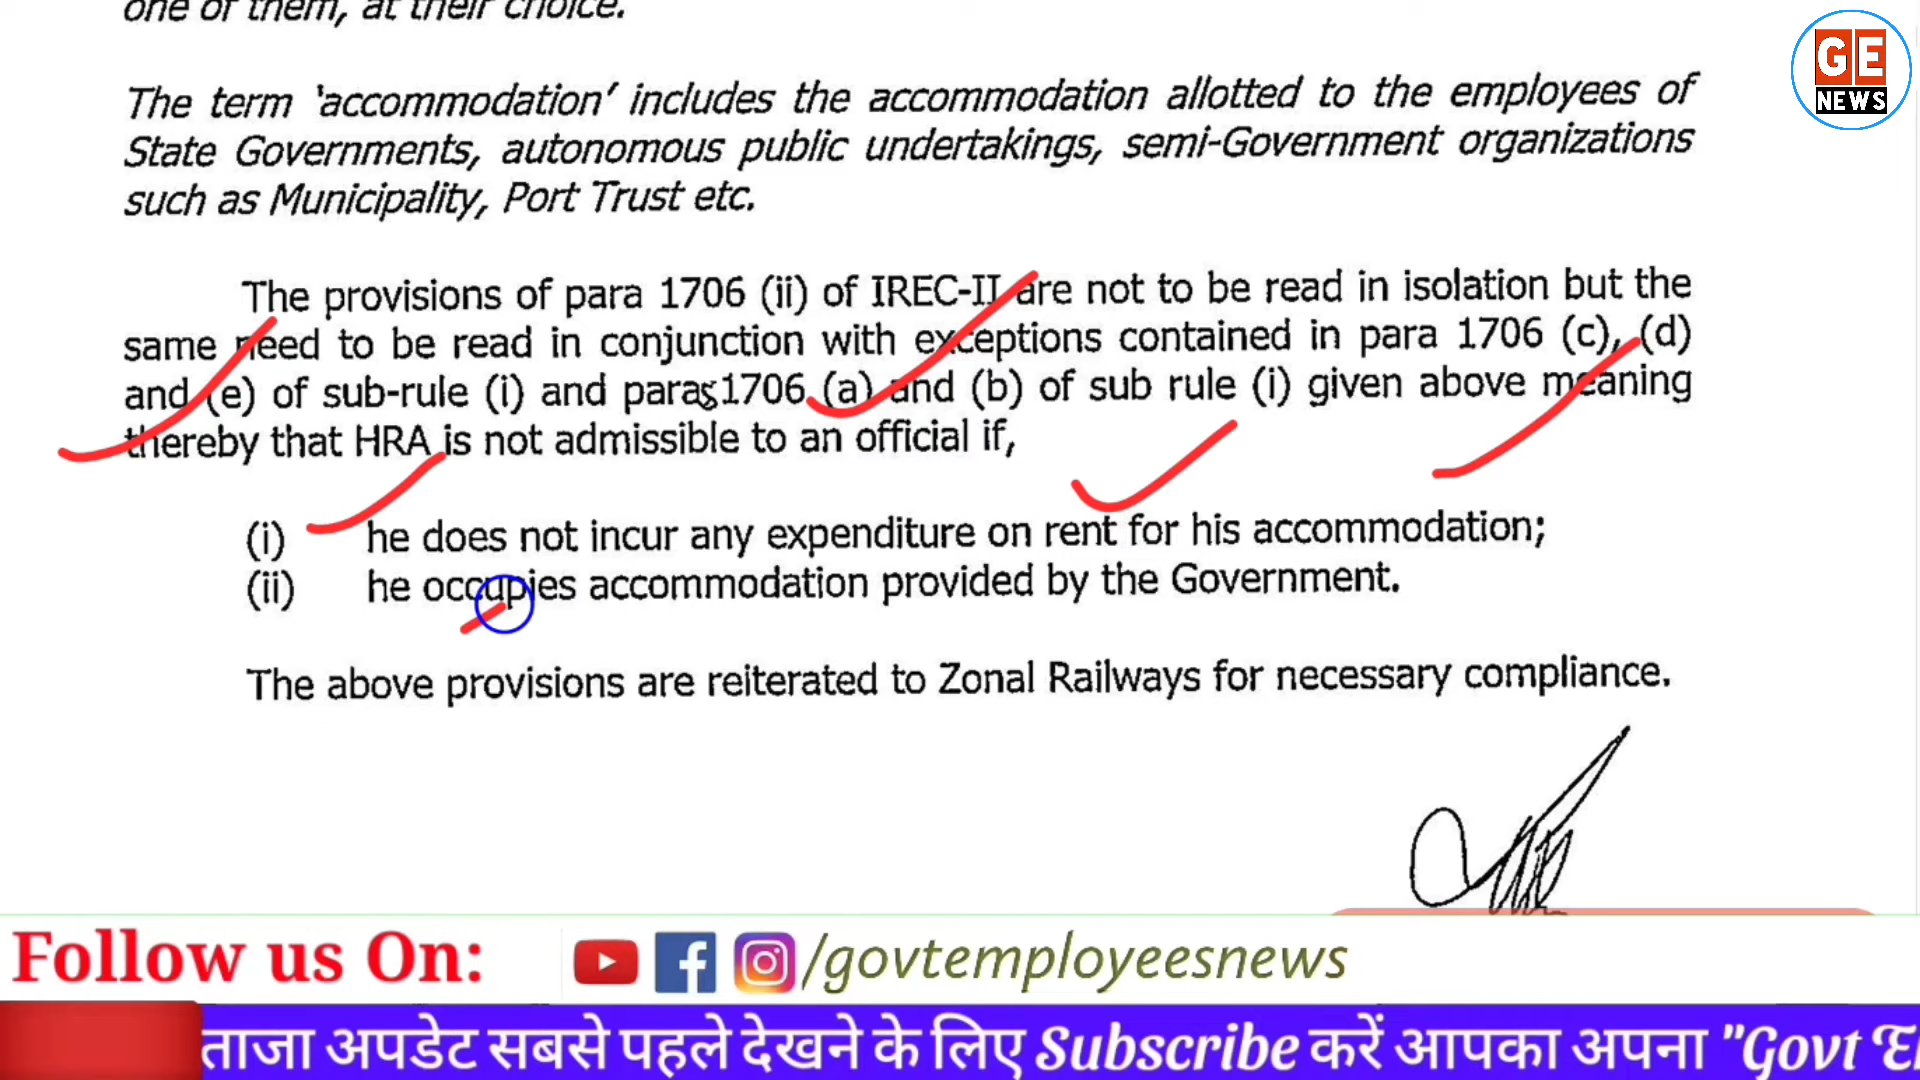 one of them, at their choice.
GE
NEWS
The term ‘accommodation’ includes the accommodation allotted to the employees of
State Governments, autonomous public undertakings, semi-Government organizations
such as Municipality, Port Trust etc.
The provisions of para 1706 (ii) of IREC-II are not to be read in isolation but the
same need to be read in conjunction with exceptions contained in para 1706 (c), (d)
and (e) of sub-rule (i) and paras 1706 (a) and (b) of sub rule (i) given above meaning
thereby that HRA is not admissible to an official if,
(i) he does not incur any expenditure on rent for his accommodation;
(ii) he occupies accommodation provided by the Government.
The above provisions are reiterated to Zonal Railways for necessary compliance.
Follow us On: /govtemployeesnews
ताजा अपडेट सबसे पहले देखने के लिए Subscribe करें आपका अपना "Govt